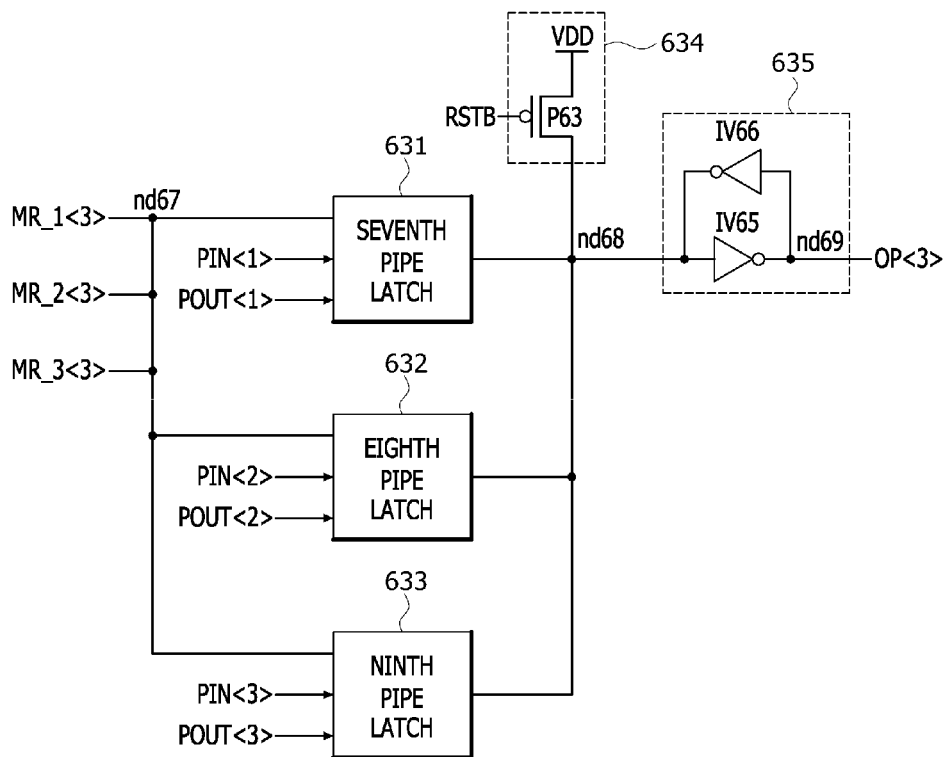 VDD
634
RSTB
P63
635
IV66
IV65
nd68
nd69
OP<3>
631
nd67
MR_1<3>
MR_2<3>
MR_3<3>
SEVENTH
PIPE
LATCH
PIN<1>
POUT<1>
632
EIGHTH
PIPE
LATCH
PIN<2>
POUT<2>
633
NINTH
PIPE
LATCH
PIN<3>
POUT<3>